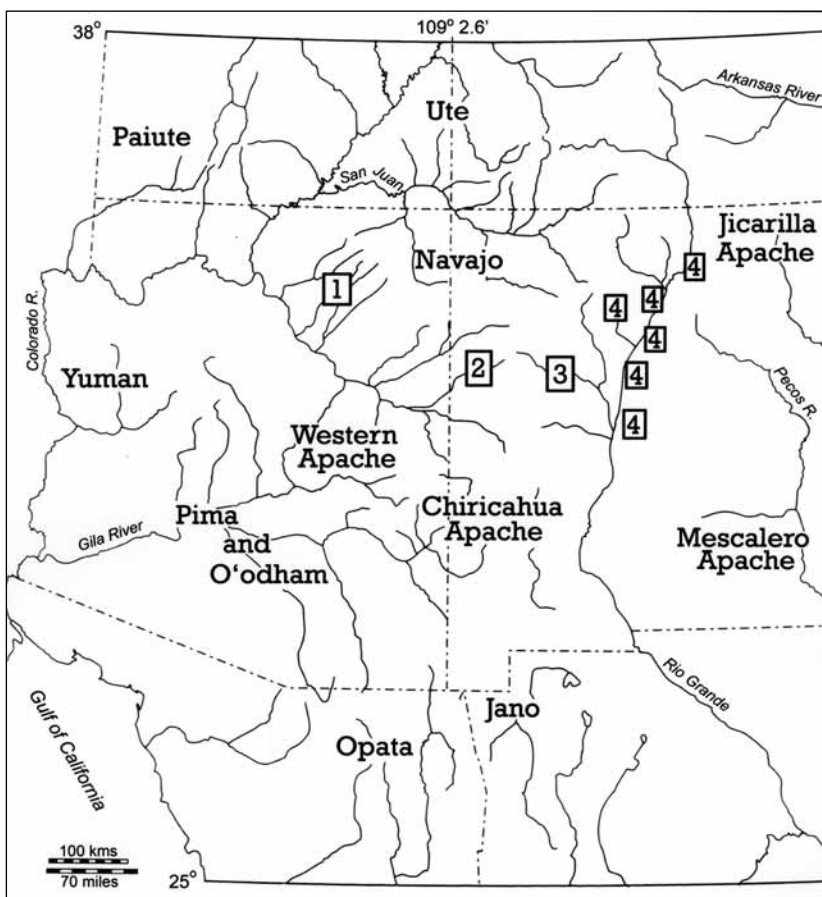 38°
109° 2.6'
Arkansas River
Ute
Paiute
San Juan
Jicarilla
Apache
Navajo
4
1
4
4
4
Colorado R.
2
3
4
Pecos R.
Yuman
4
Western
Apache
Chiricahua
Apache
Pima
and
O'odham
Gila River
Mescalero
Apache
Rio Grande
Gulf of California
Jano
Opata
100 kms
70 miles
25°